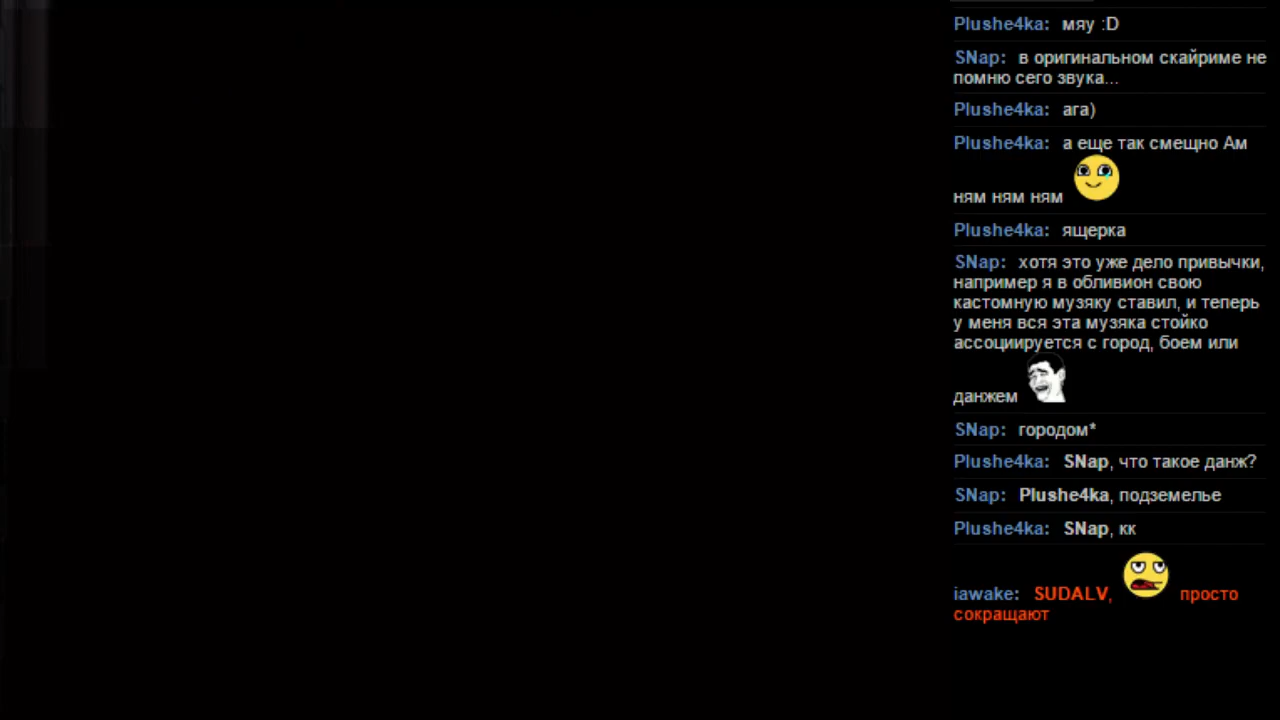 Plushe4ka: мяу :D
SNap: в оригинальном скайриме не
помню сего звука...
Plushe4ka: ага)
Plushe4ka: а еще так смещно Ам
ням ням ням
Plushe4ka: ящерка
SNap: хотя это уже дело привычки,
например я в обливион свою
кастомную музяку ставил, и теперь
у меня вся эта музяка стойко
ассоциируется с город, боем или
данжем
SNap: городом*
Plushe4ka: SNap, что такое данж?
SNap: Plushe4ka, подземелье
Plushe4ka: SNap, кк
iawake: SUDALV, просто
сокращают